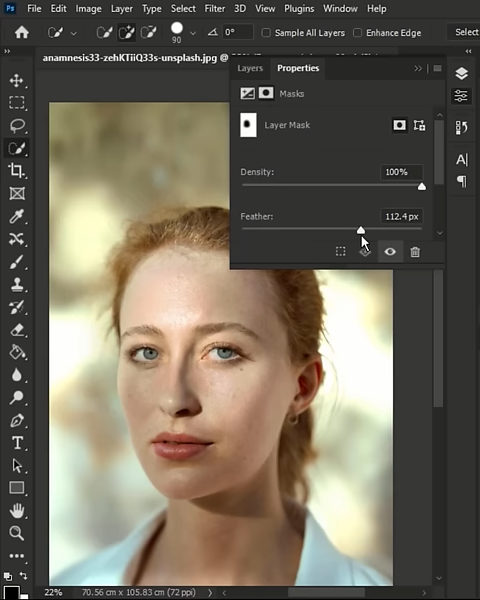 Ps File Edit Image Layer Type Select Filter 3D View Plugins Window Help
90 0° Sample All Layers Enhance Edge Select
anamnesis33-zehKTiiQ33s-unsplash.jpg @
Layers Properties
Masks
Layer Mask
Density: 100%
Feather: 112.4 px
A|
T
22% 70.56 cm x 105.83 cm (72 ppi)